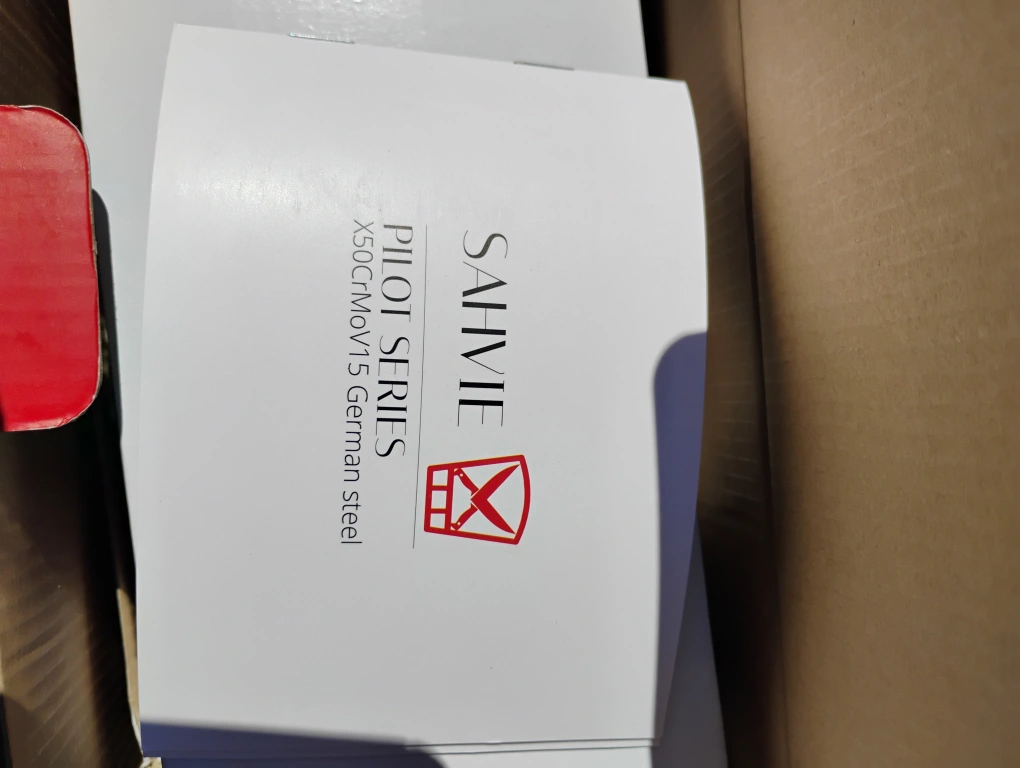 SAHVIE
PILOT SERIES
X50CrMoV15 German steel